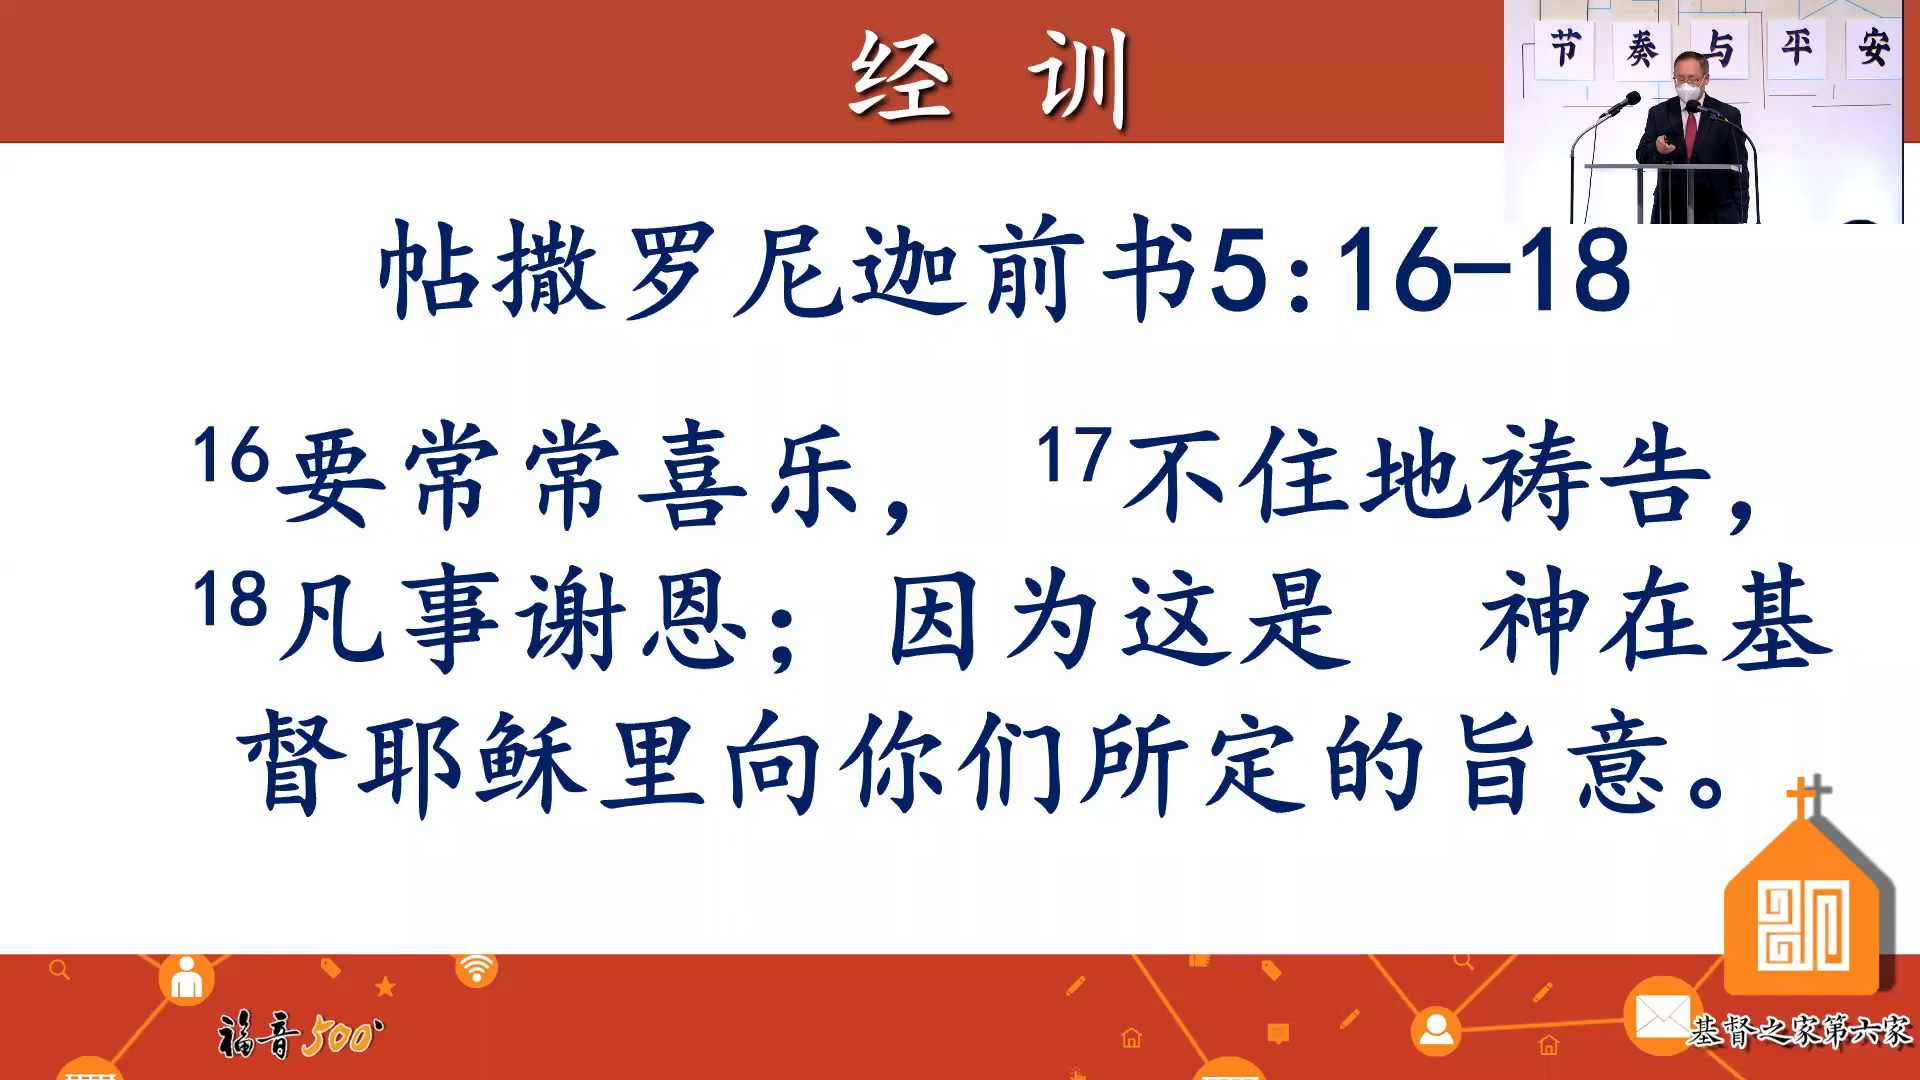 经 训
节 奏 与 平 安
帖撒罗尼迦前书5:16-18
16要常常喜乐， 17不住地祷告，
18凡事谢恩；因为这是 神在基
督耶稣里向你们所定的旨意。
福音500°
基督之家第六家